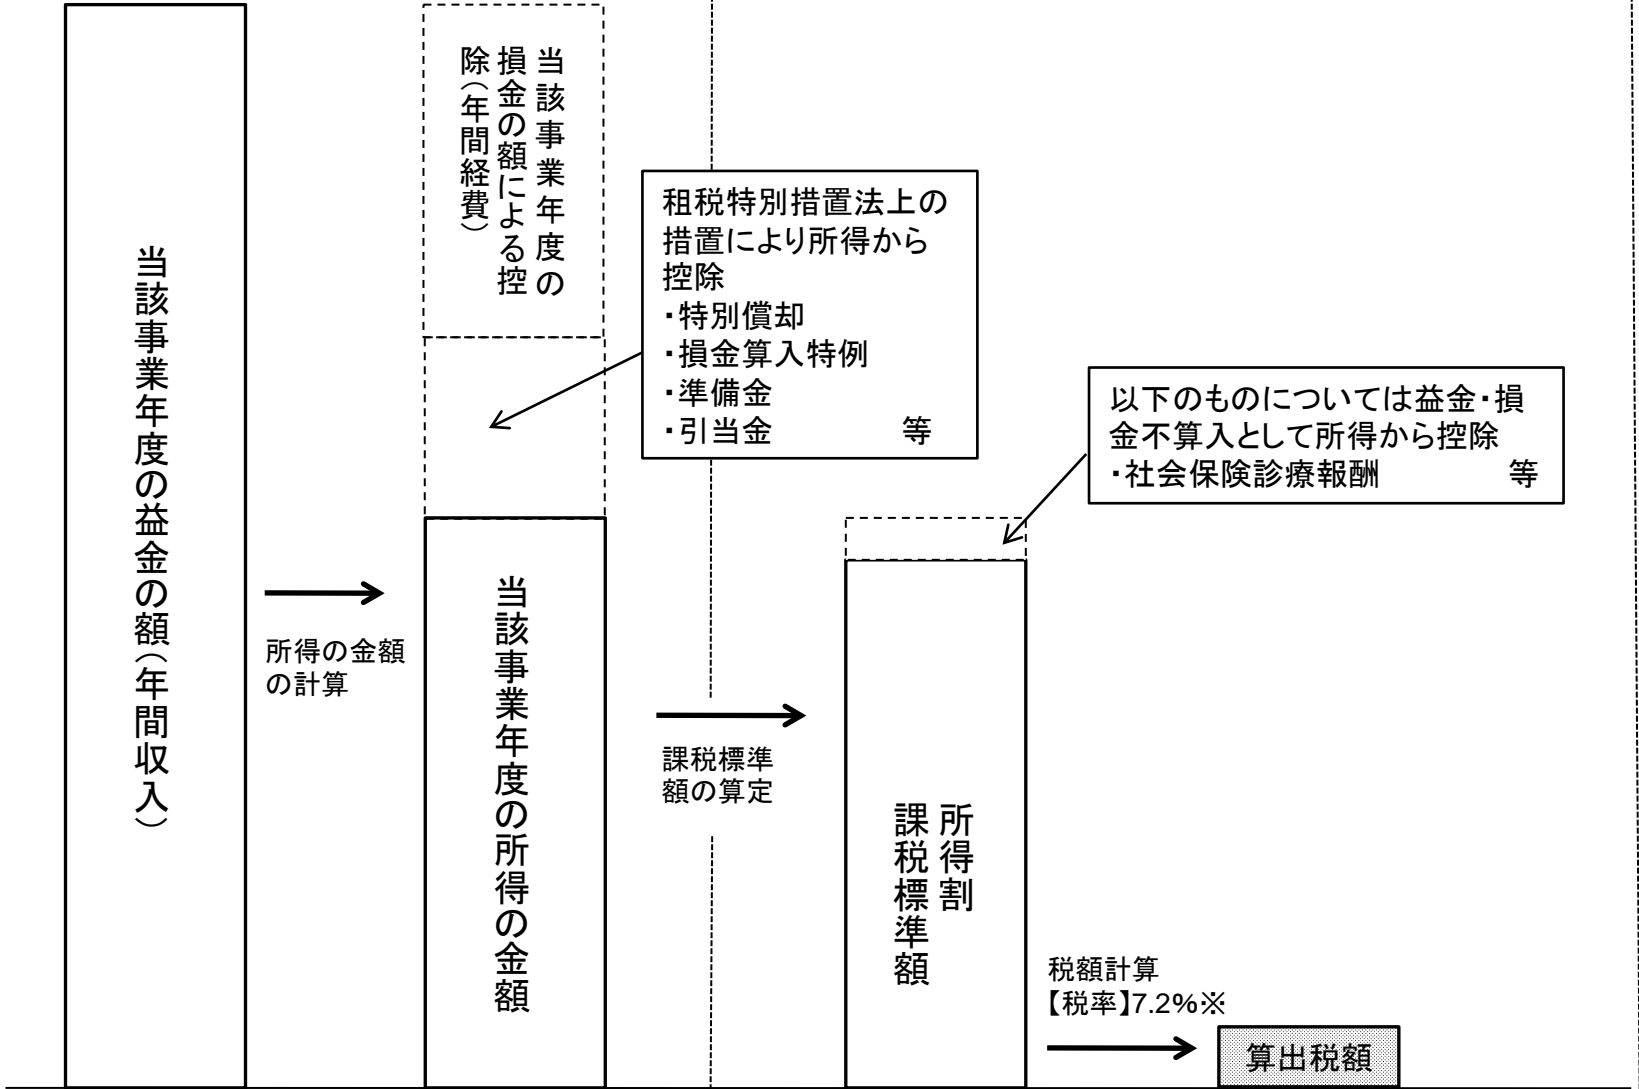 当該事業年度の益金の額（年間収入）
所得の金額
の計算
当該事業年度の
損金の額による控
除（年間経費）
租税特別措置法上の
措置により所得から
控除
・特別償却
・損金算入特例
・準備金
・引当金 等
当該事業年度の所得の金額
課税標準
額の算定
以下のものについては益金・損
金不算入として所得から控除
・社会保険診療報酬 等
所得割
課税標準額
税額計算
【税率】7.2%※
算出税額